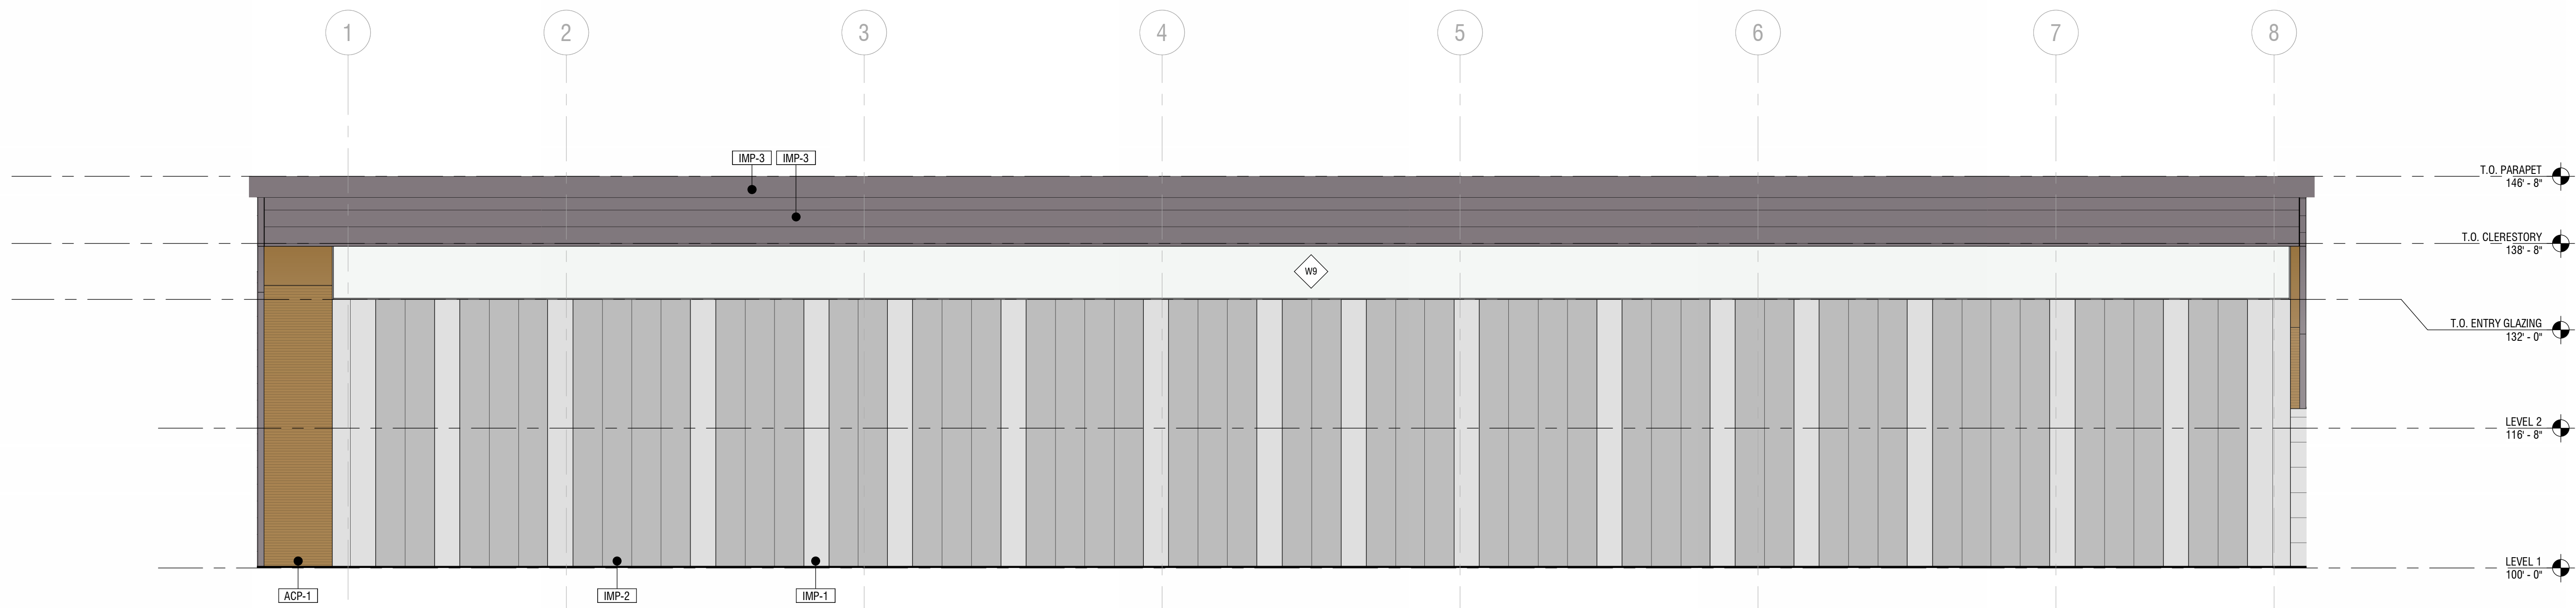 1 2 3 4 5 6 7 8
IMP-3 IMP-3
T.O. PARAPET
146' - 8"
T.O. CLERESTORY
138' - 8"
W9
T.O. ENTRY GLAZING
132' - 0"
LEVEL 2
116' - 8"
LEVEL 1
100' - 0"
ACP-1 IMP-2 IMP-1